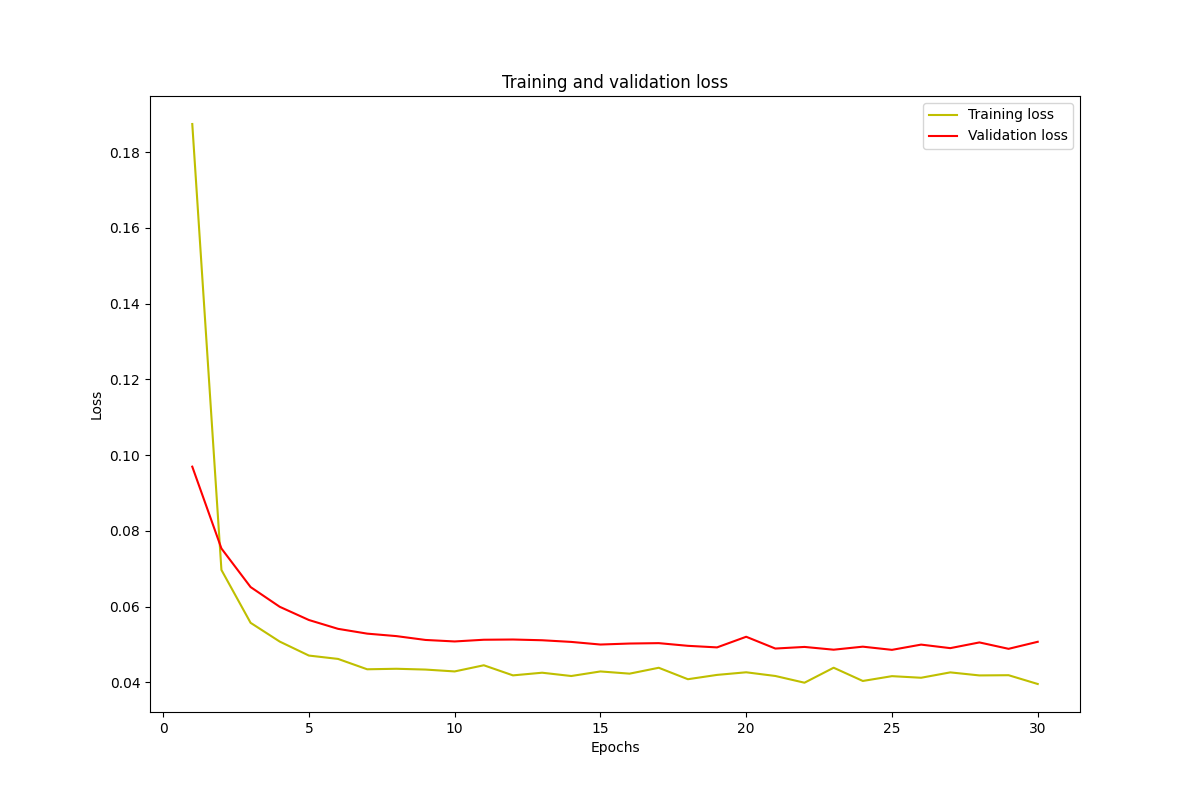 Training and validation loss
Training loss
Validation loss
0.18
0.16
0.14
0.12
0.10
0.08
0.06
0.04
Loss
0 5 10 15 20 25 30
Epochs